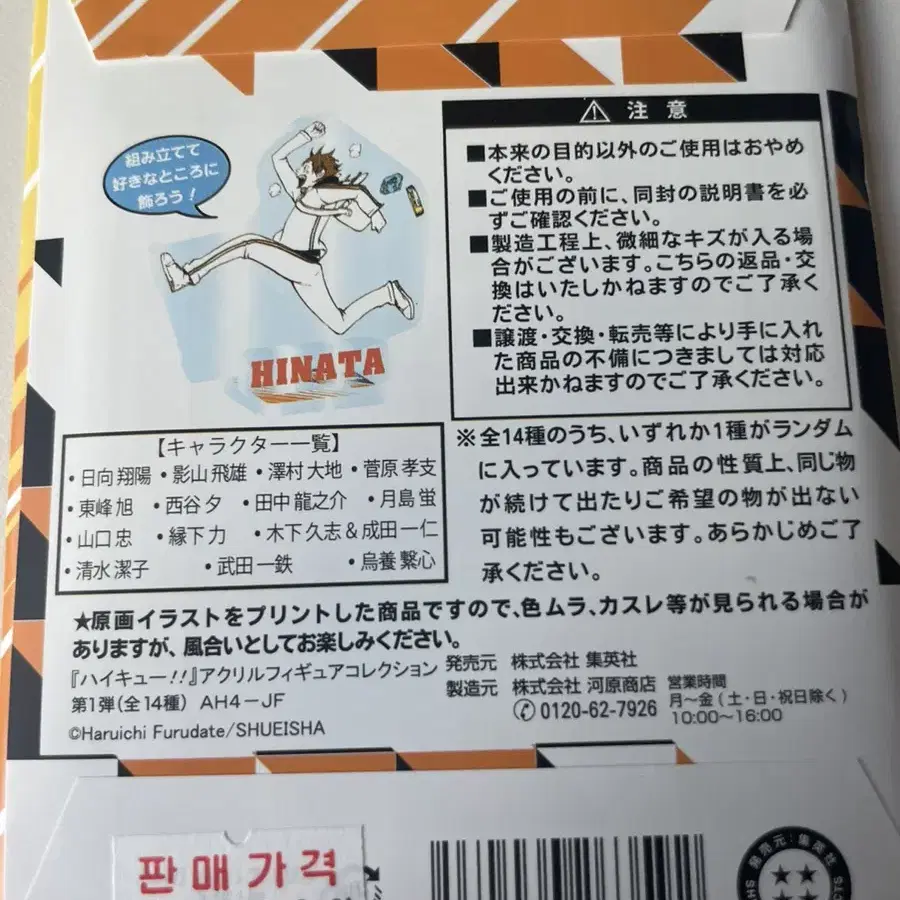 組み立てて
好きなところに
飾ろう！
HINATA
注意
■本来の目的以外のご使用はおやめ
ください。
■ご使用の前に、同封の説明書を必
ずご確認ください。
■製造工程上、微細なキズが入る場
合がございます。こちらの返品・交
換はいたしかねますのでご了承く
ださい。
■譲渡・交換・転売等により手に入れ
た商品の不備につきましては対応
出来かねますのでご了承ください。
【キャラクター一覧】
・日向 翔陽 ・影山 飛雄 ・澤村 大地 ・菅原 孝支
・東峰 旭 ・西谷 夕 ・田中 龍之介 ・月島 蛍
・山口 忠 ・縁下 力 ・木下 久志＆成田 一仁
・清水 潔子 ・武田 一鉄 ・烏養 繋心
※全14種のうち、いずれか1種がランダム
に入っています。商品の性質上、同じ物
が続けて出たりご希望の物が出ない
可能性もございます。あらかじめご了
承ください。
★原画イラストをプリントした商品ですので、色ムラ、カスレ等が見られる場合が
ありますが、風合いとしてお楽しみください。
『ハイキュー!!』アクリルフィギュアコレクション
第1弾(全14種) AH4-JF
©Haruichi Furudate/SHUEISHA
発売元 株式会社 集英社
製造元 株式会社 河原商店
0120-62-7926
営業時間
月～金(土・日・祝日除く)
10:00～16:00
판매가격
発売元：集英社